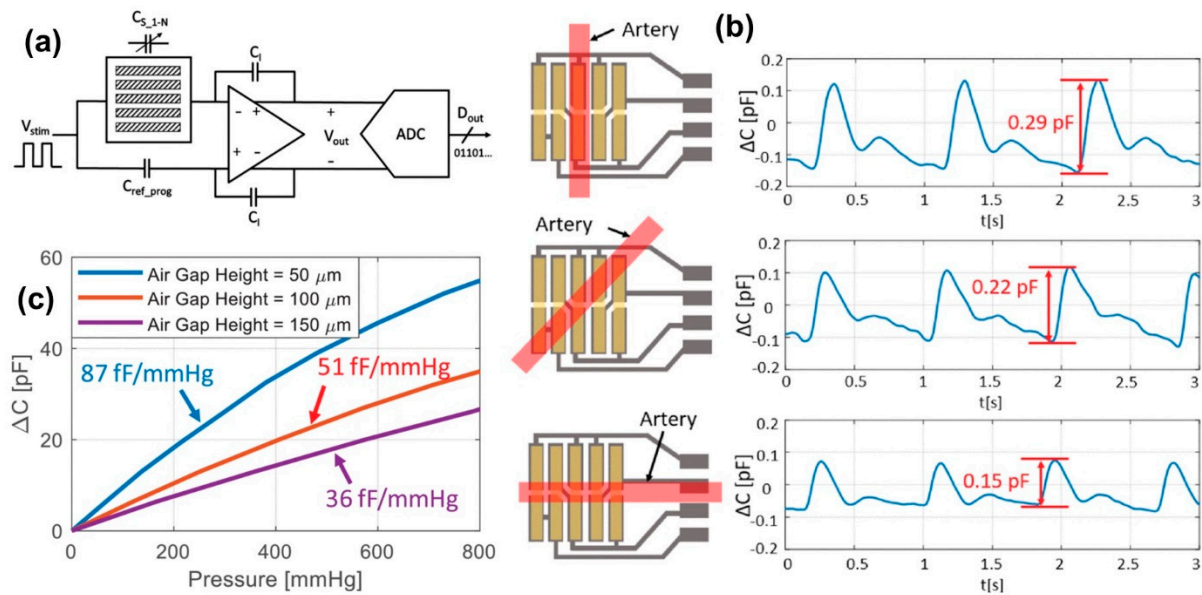 (a)
C_S_1-N
C_I
V_stim
C_ref_prog
- +
+ -
+
V_out
-
C_I
ADC
D_out
01101...
Artery
(b)
0.2
0.1
0
-0.1
-0.2
ΔC [pF]
0.29 pF
0 0.5 1 1.5 2 2.5 3
t[s]
Artery
0.2
0.1
0
-0.1
-0.2
ΔC [pF]
0.22 pF
0 0.5 1 1.5 2 2.5 3
t[s]
Artery
0.2
0.1
0
-0.1
-0.2
ΔC [pF]
0.15 pF
0 0.5 1 1.5 2 2.5 3
t[s]
(c)
60
40
20
0
ΔC [pF]
Air Gap Height = 50 μm
Air Gap Height = 100 μm
Air Gap Height = 150 μm
87 fF/mmHg
51 fF/mmHg
36 fF/mmHg
0 200 400 600 800
Pressure [mmHg]